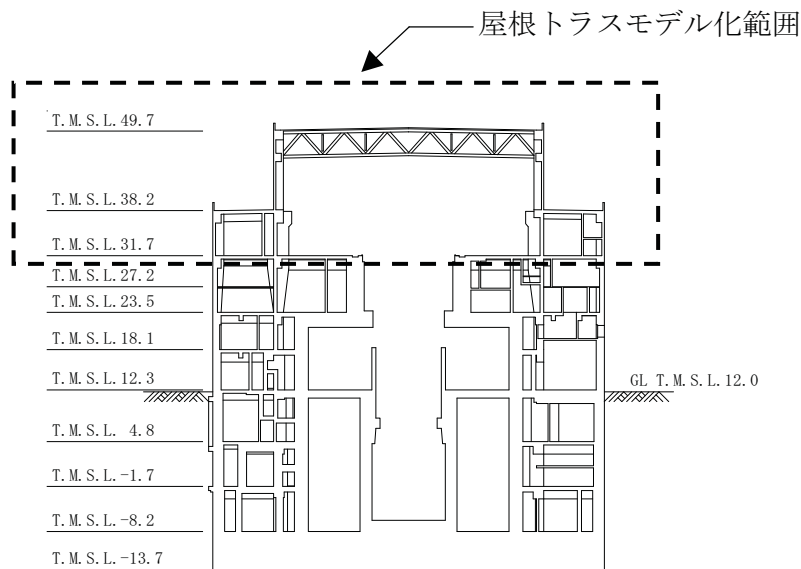 屋根トラスモデル化範囲
T.M.S.L.49.7
T.M.S.L.38.2
T.M.S.L.31.7
T.M.S.L.27.2
T.M.S.L.23.5
T.M.S.L.18.1
T.M.S.L.12.3
GL T.M.S.L.12.0
T.M.S.L. 4.8
T.M.S.L.-1.7
T.M.S.L.-8.2
T.M.S.L.-13.7